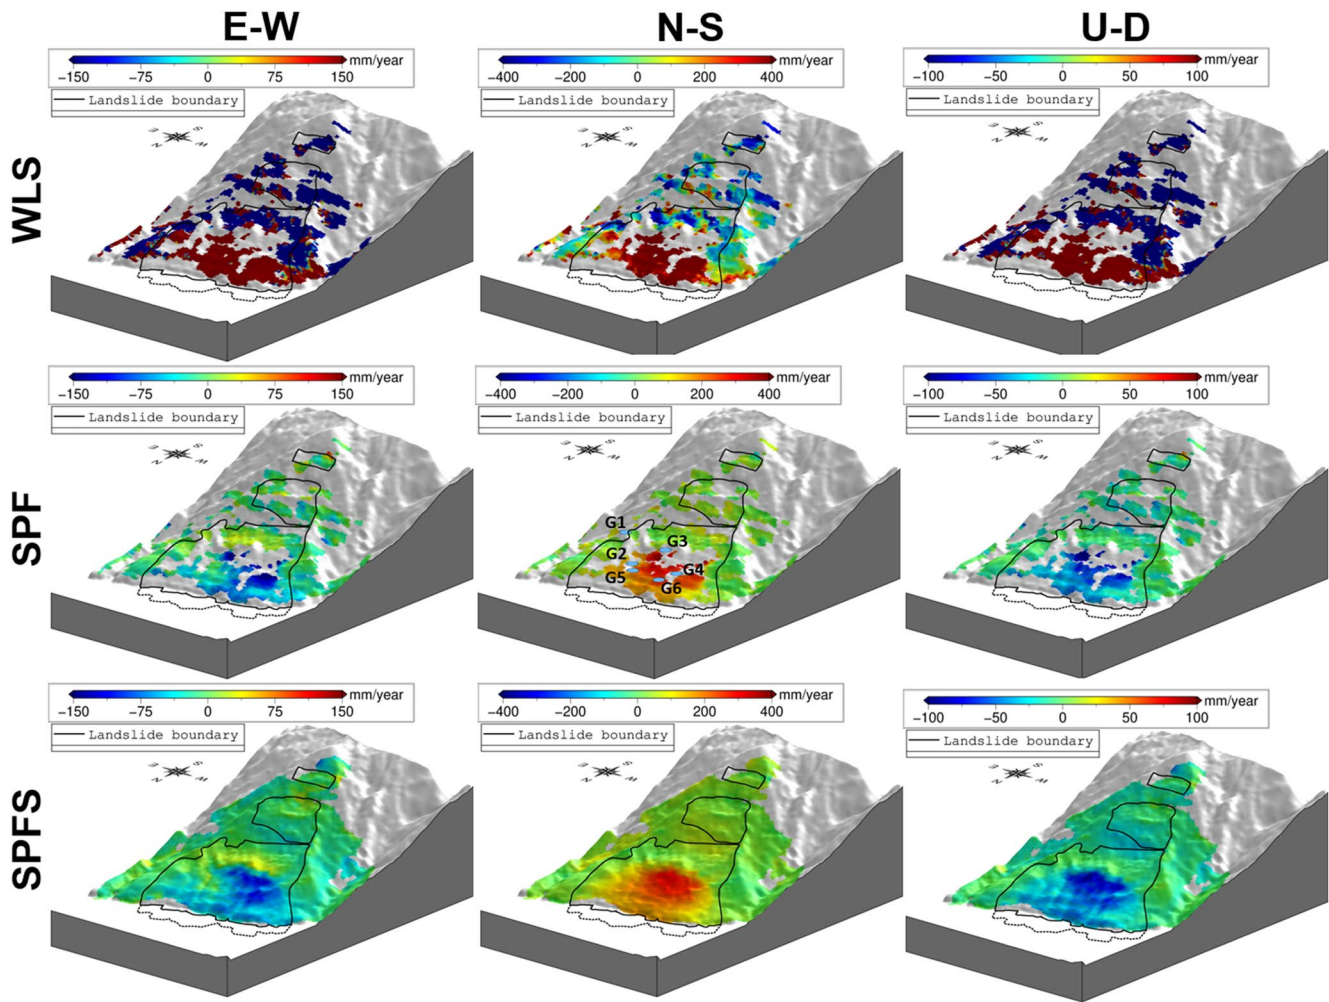 E-W N-S U-D
WLS
−150 −75 0 75 150 mm/year
Landslide boundary
−400 −200 0 200 400 mm/year
Landslide boundary
−100 −50 0 50 100 mm/year
Landslide boundary
N E S W
N E S W
N E S W
SPF
−150 −75 0 75 150 mm/year
Landslide boundary
−400 −200 0 200 400 mm/year
Landslide boundary
−100 −50 0 50 100 mm/year
Landslide boundary
N E S W
N E S W
N E S W
G1
G3
G2
G4
G5
G6
SPFS
−150 −75 0 75 150 mm/year
Landslide boundary
−400 −200 0 200 400 mm/year
Landslide boundary
−100 −50 0 50 100 mm/year
Landslide boundary
N E S W
N E S W
N E S W